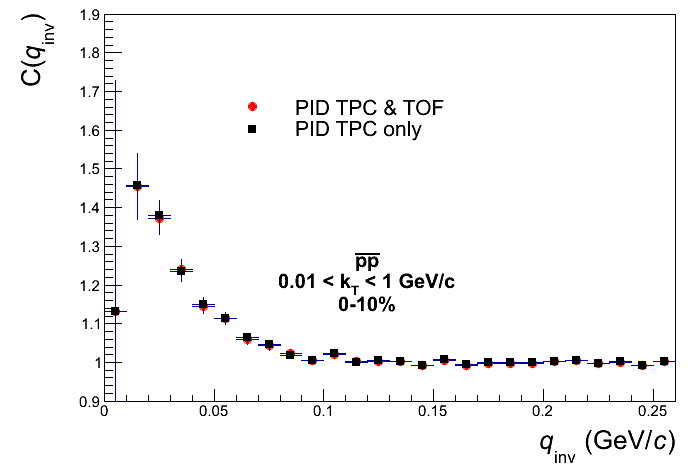 C(q_inv)
1.9
1.8
1.7
1.6
1.5
1.4
1.3
1.2
1.1
1
0.9
PID TPC & TOF
PID TPC only
p̅p̅
0.01 < k_T < 1 GeV/c
0-10%
0 0.05 0.1 0.15 0.2 0.25
q_inv (GeV/c)